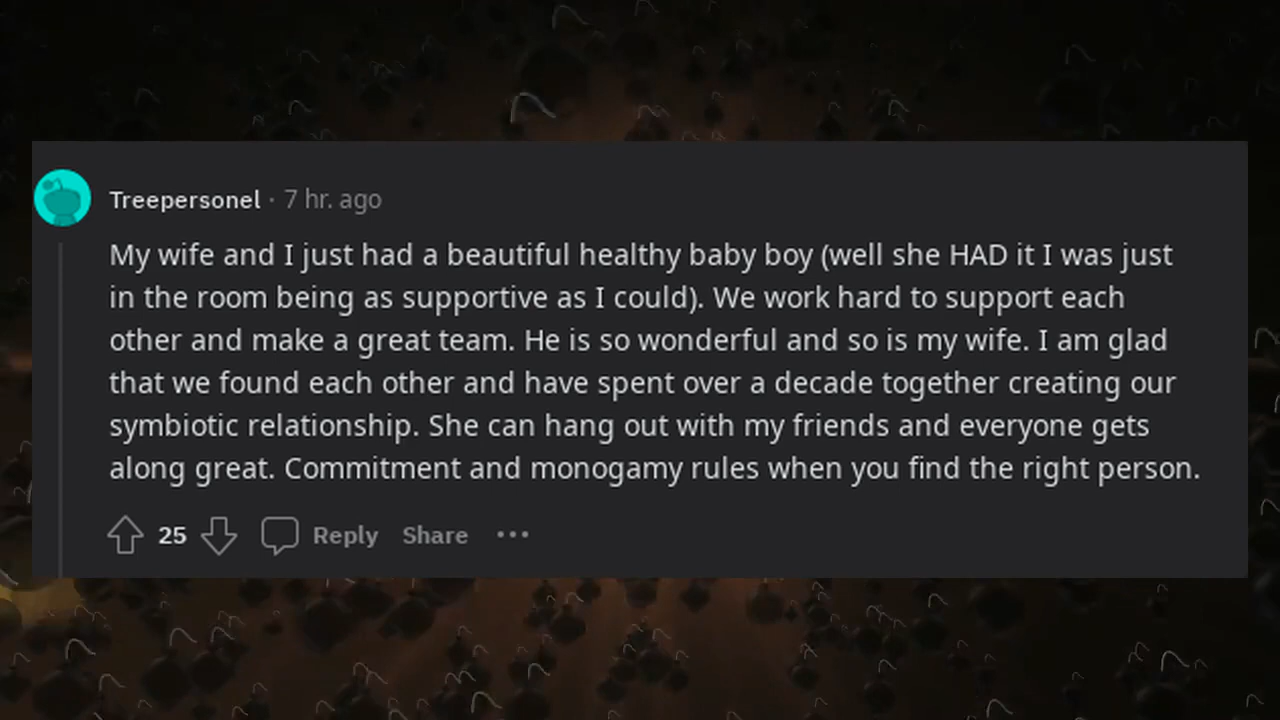 Treepersonel · 7 hr. ago
My wife and I just had a beautiful healthy baby boy (well she HAD it I was just
in the room being as supportive as I could). We work hard to support each
other and make a great team. He is so wonderful and so is my wife. I am glad
that we found each other and have spent over a decade together creating our
symbiotic relationship. She can hang out with my friends and everyone gets
along great. Commitment and monogamy rules when you find the right person.
25 Reply Share •••